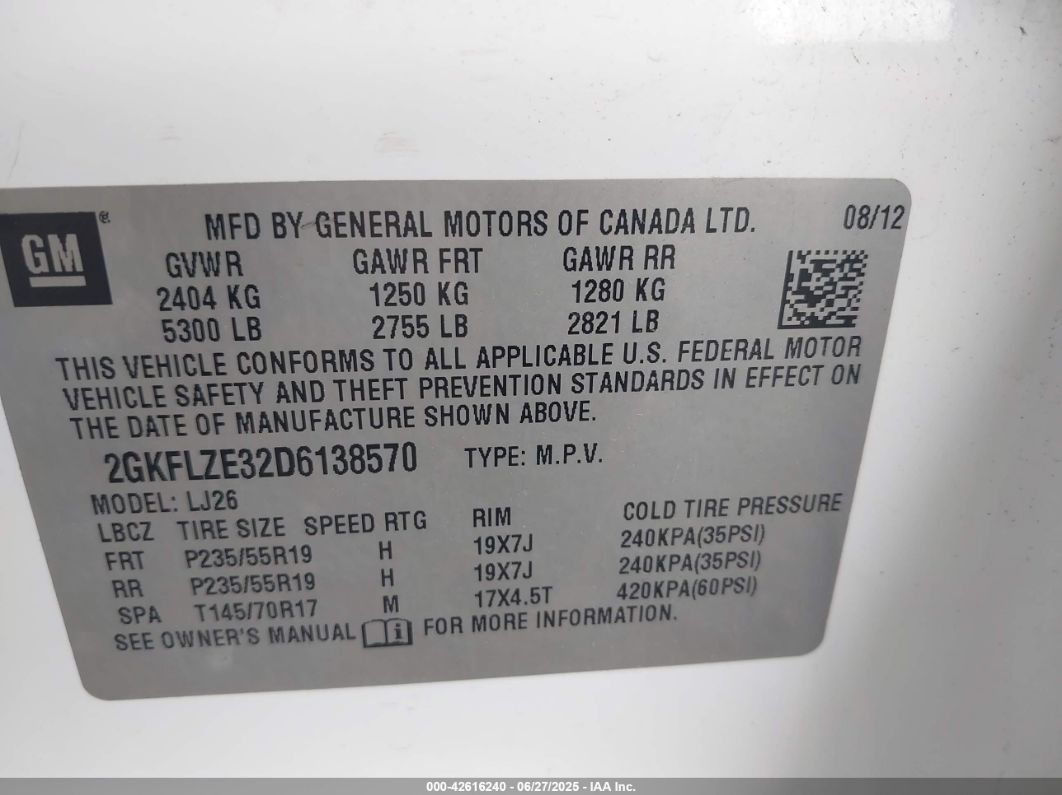 GM
®
MFD BY GENERAL MOTORS OF CANADA LTD. 08/12
GVWR GAWR FRT GAWR RR
2404 KG 1250 KG 1280 KG
5300 LB 2755 LB 2821 LB
THIS VEHICLE CONFORMS TO ALL APPLICABLE U.S. FEDERAL MOTOR
VEHICLE SAFETY AND THEFT PREVENTION STANDARDS IN EFFECT ON
THE DATE OF MANUFACTURE SHOWN ABOVE.
2GKFLZE32D6138570 TYPE: M.P.V.
MODEL: LJ26
LBCZ TIRE SIZE SPEED RTG RIM COLD TIRE PRESSURE
FRT P235/55R19 H 19X7J 240KPA(35PSI)
RR P235/55R19 H 19X7J 240KPA(35PSI)
SPA T145/70R17 M 17X4.5T 420KPA(60PSI)
SEE OWNER'S MANUAL i FOR MORE INFORMATION.
000-42616240 - 06/27/2025 - IAA Inc.